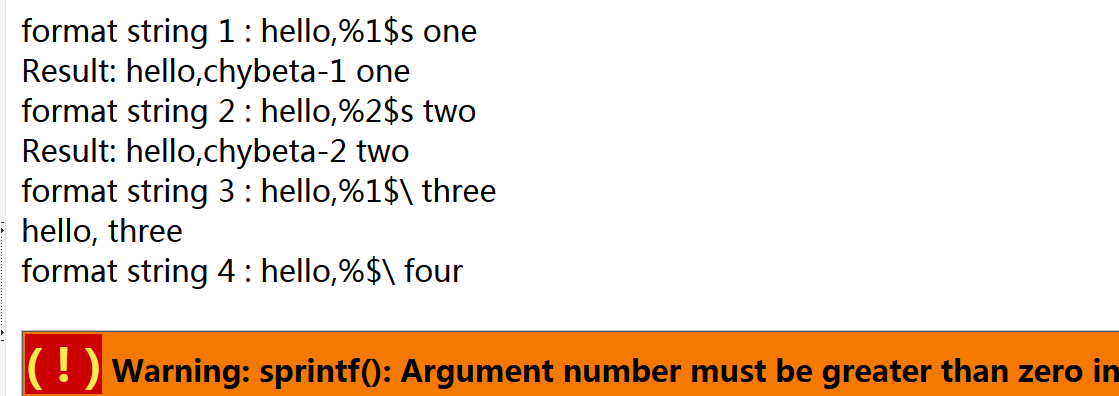 format string 1 : hello,%1$s one
Result: hello,chybeta-1 one
format string 2 : hello,%2$s two
Result: hello,chybeta-2 two
format string 3 : hello,%1$\ three
hello, three
format string 4 : hello,%$\ four
( ! ) Warning: sprintf(): Argument number must be greater than zero in